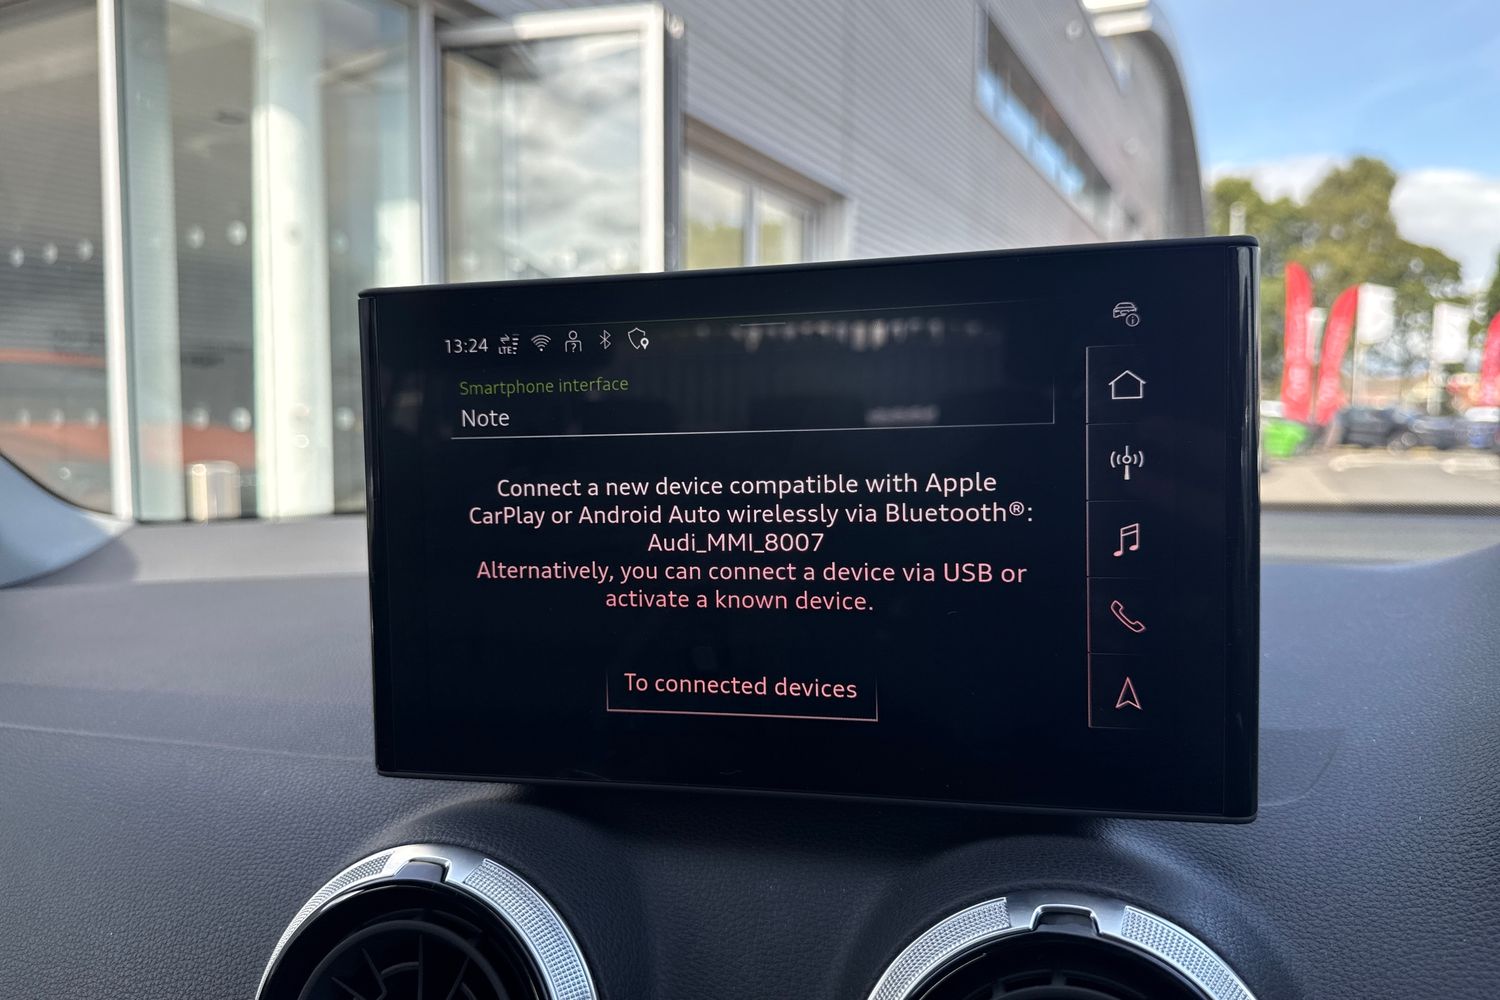 13:24 LTE
Smartphone interface
Note
Connect a new device compatible with Apple
CarPlay or Android Auto wirelessly via Bluetooth®:
Audi_MMI_8007
Alternatively, you can connect a device via USB or
activate a known device.
To connected devices